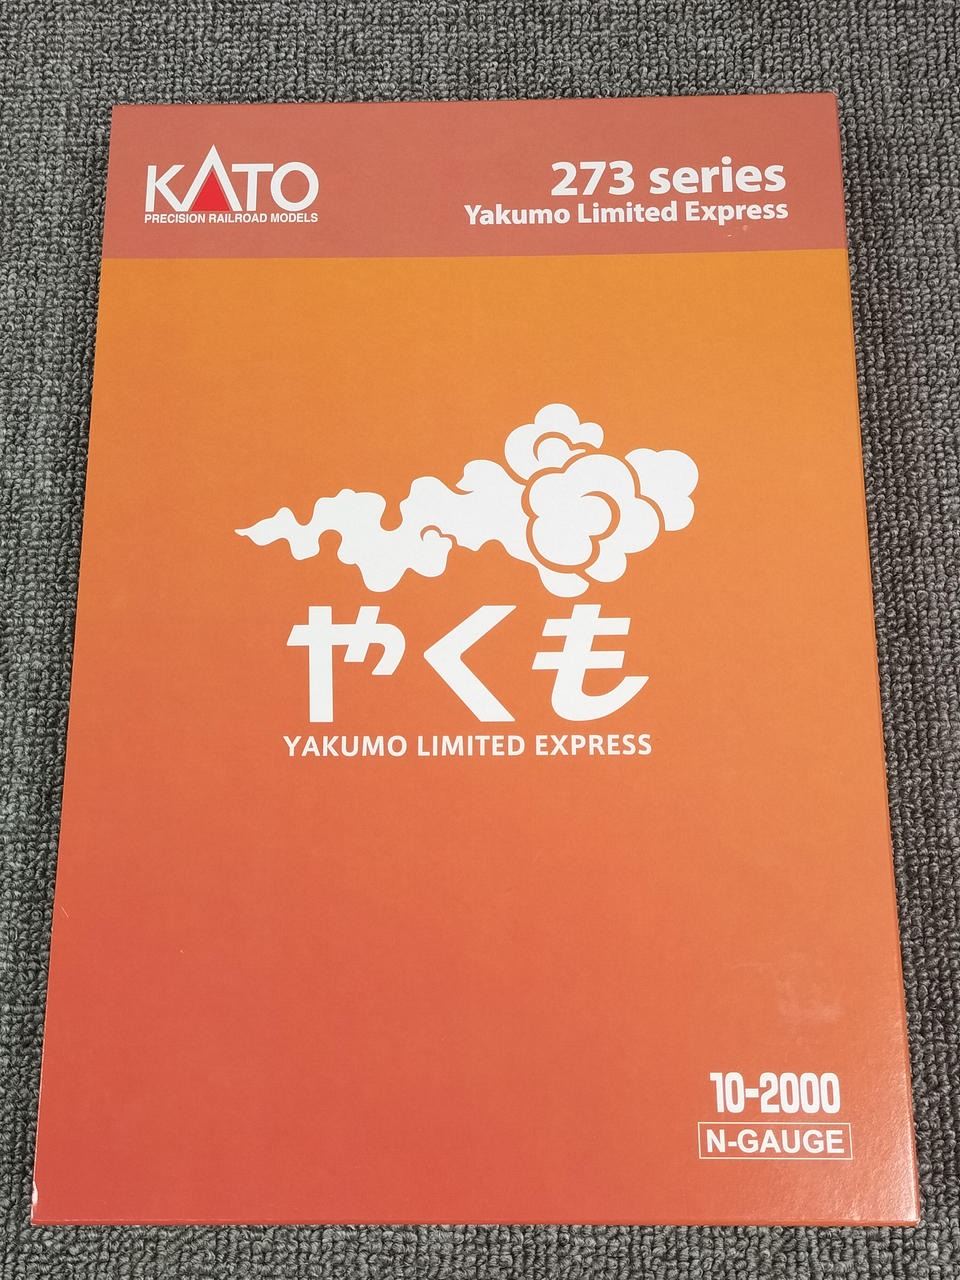 KATO
PRECISION RAILROAD MODELS
273 series
Yakumo Limited Express
やくも
YAKUMO LIMITED EXPRESS
10-2000
N-GAUGE